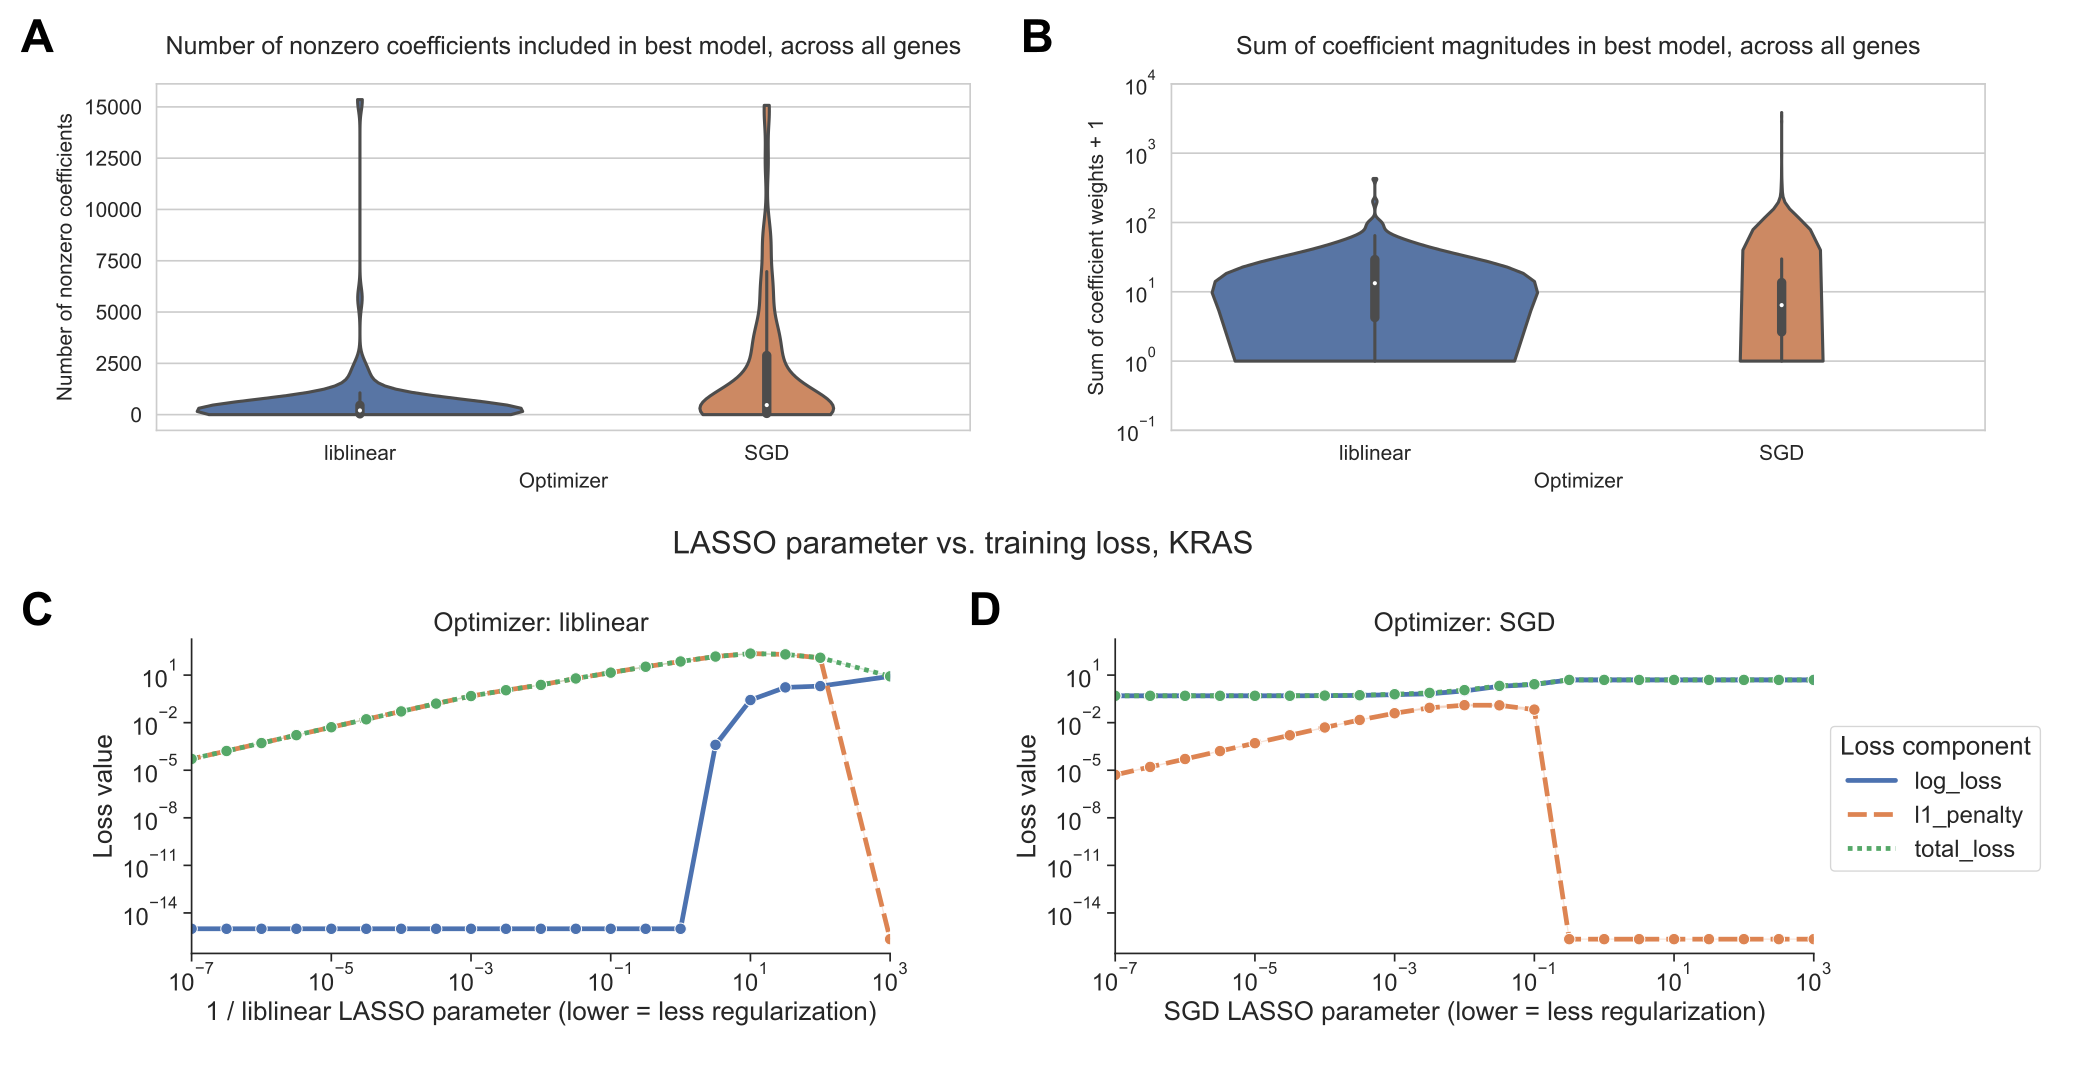 A
Number of nonzero coefficients included in best model, across all genes
Number of nonzero coefficients
15000
12500
10000
7500
5000
2500
0
liblinear
SGD
Optimizer
B
Sum of coefficient magnitudes in best model, across all genes
Sum of coefficient weights + 1
10^4
10^3
10^2
10^1
10^0
10^−1
liblinear
SGD
Optimizer
LASSO parameter vs. training loss, KRAS
C
Optimizer: liblinear
Loss value
10^1
10^−2
10^−5
10^−8
10^−11
10^−14
10^−7
10^−5
10^−3
10^−1
10^1
10^3
1 / liblinear LASSO parameter (lower = less regularization)
D
Optimizer: SGD
Loss value
10^1
10^−2
10^−5
10^−8
10^−11
10^−14
10^−7
10^−5
10^−3
10^−1
10^1
10^3
SGD LASSO parameter (lower = less regularization)
Loss component
log_loss
l1_penalty
total_loss